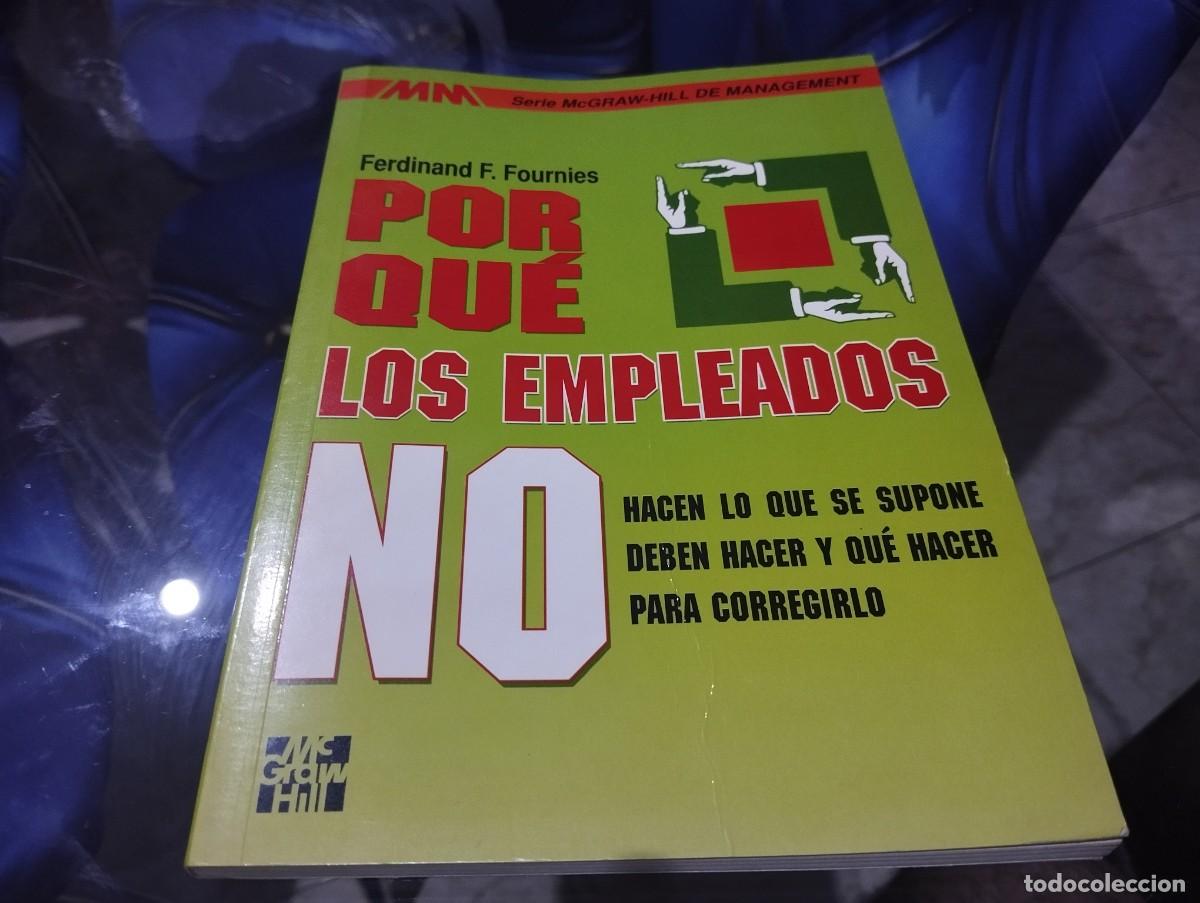 MM Serie McGRAW-HILL DE MANAGEMENT
Ferdinand F. Fournies
POR
QUÉ
LOS EMPLEADOS
NO
HACEN LO QUE SE SUPONE
DEBEN HACER Y QUÉ HACER
PARA CORREGIRLO
Mc
Graw
Hill
todocoleccion